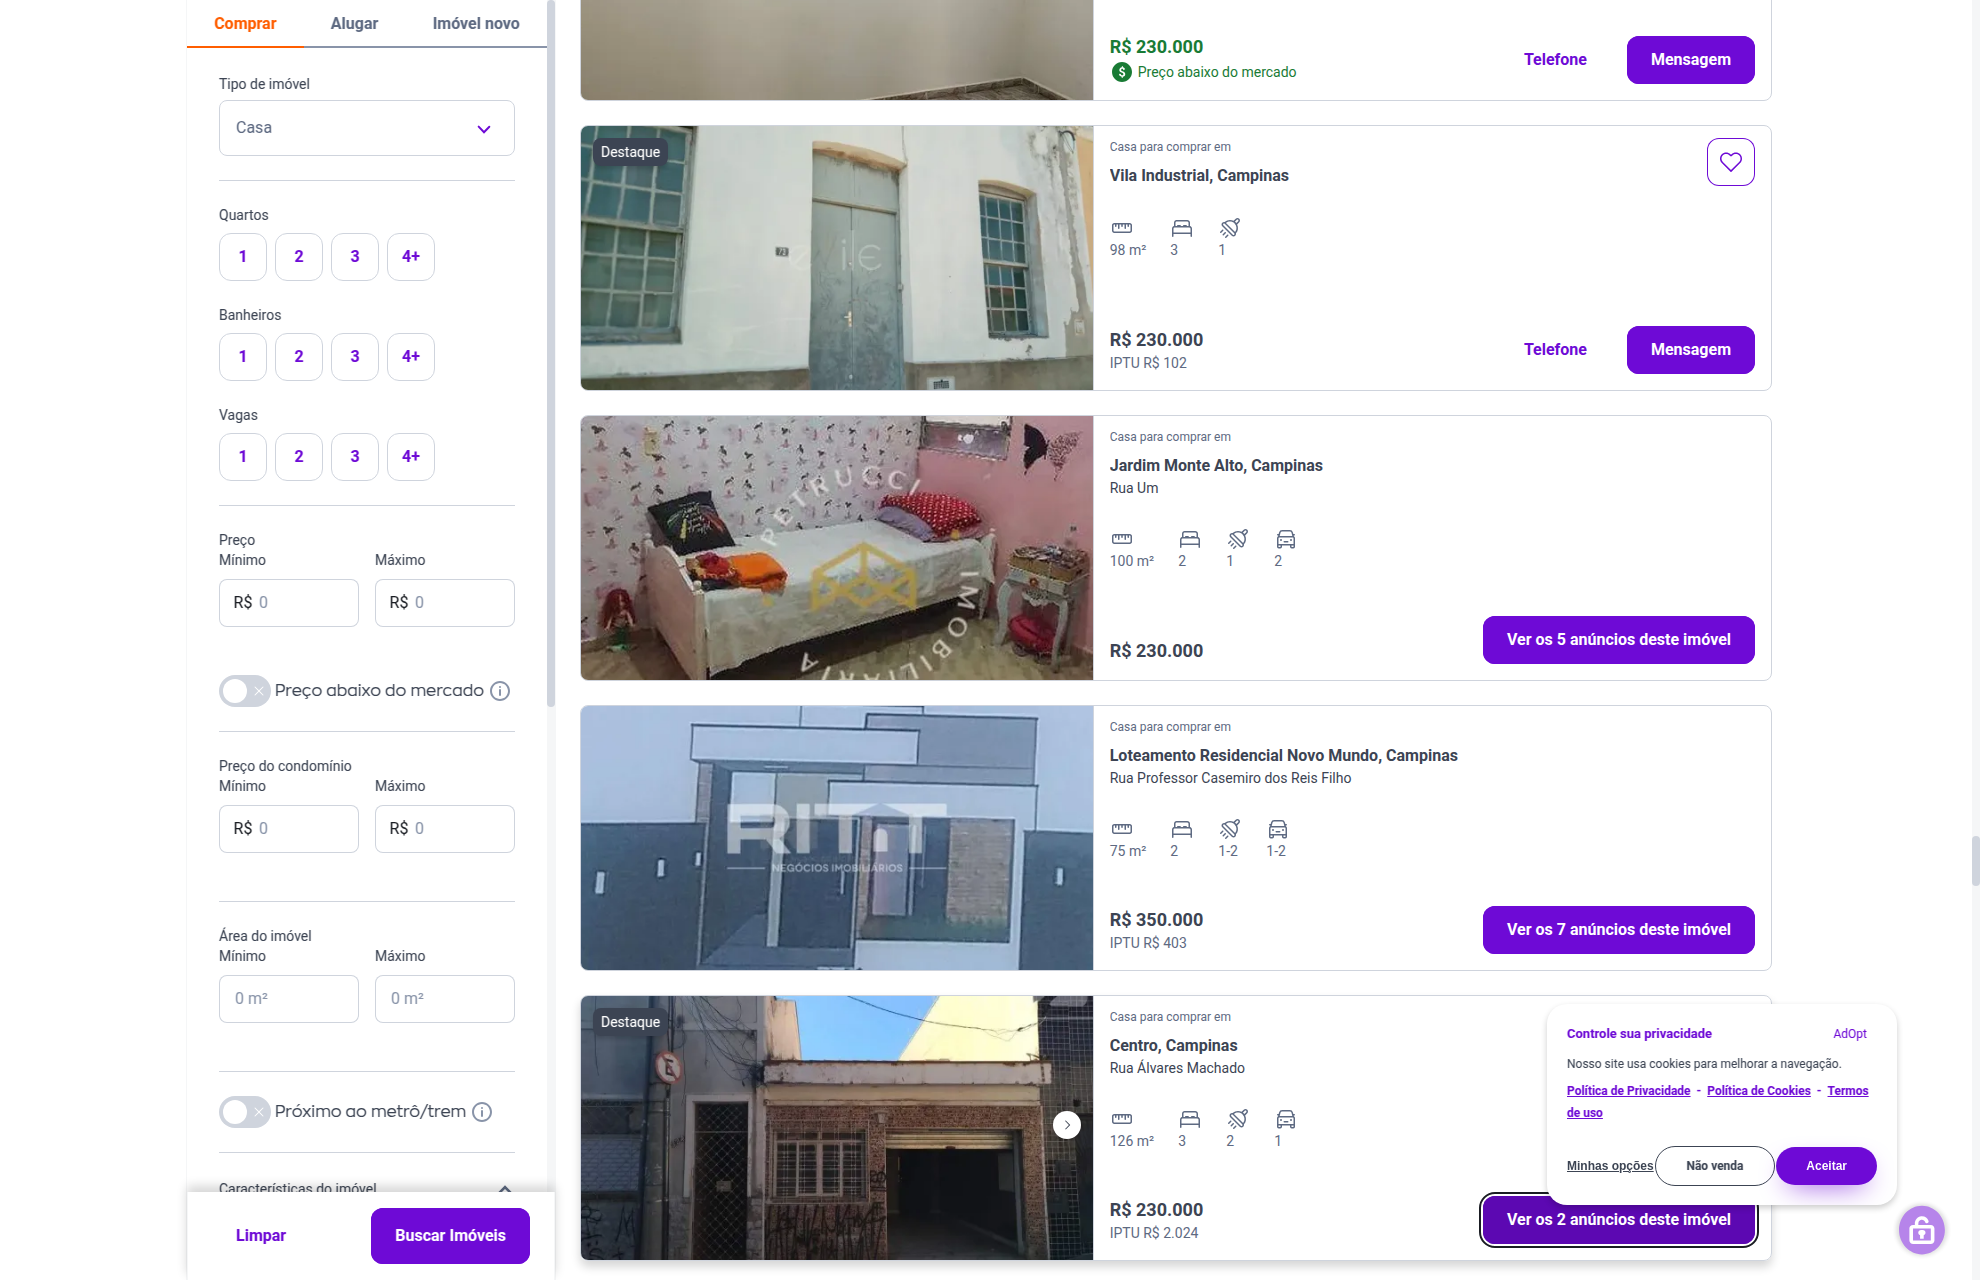 Comprar
Alugar
Imóvel novo
Tipo de imóvel
Casa
Quartos
1
2
3
4+
Banheiros
1
2
3
4+
Vagas
1
2
3
4+
Preço
Mínimo
Máximo
R$ 0
R$ 0
Preço abaixo do mercado
Preço do condomínio
Mínimo
Máximo
R$ 0
R$ 0
Área do imóvel
Mínimo
Máximo
0 m²
0 m²
Próximo ao metrô/trem
Características do imóvel
Limpar
Buscar Imóveis
R$ 230.000
Preço abaixo do mercado
Telefone
Mensagem
Destaque
Casa para comprar em
Vila Industrial, Campinas
98 m²
3
1
R$ 230.000
IPTU R$ 102
Telefone
Mensagem
PETRUCCI
IMOBILIÁRIA
Casa para comprar em
Jardim Monte Alto, Campinas
Rua Um
100 m²
2
1
2
R$ 230.000
Ver os 5 anúncios deste imóvel
NEGÓCIOS IMOBILIÁRIOS
Casa para comprar em
Loteamento Residencial Novo Mundo, Campinas
Rua Professor Casemiro dos Reis Filho
75 m²
2
1-2
1-2
R$ 350.000
IPTU R$ 403
Ver os 7 anúncios deste imóvel
Destaque
Casa para comprar em
Centro, Campinas
Rua Álvares Machado
126 m²
3
2
1
R$ 230.000
IPTU R$ 2.024
Ver os 2 anúncios deste imóvel
Controle sua privacidade
AdOpt
Nosso site usa cookies para melhorar a navegação.
Política de Privacidade - Política de Cookies - Termos
de uso
Minhas opções
Não venda
Aceitar